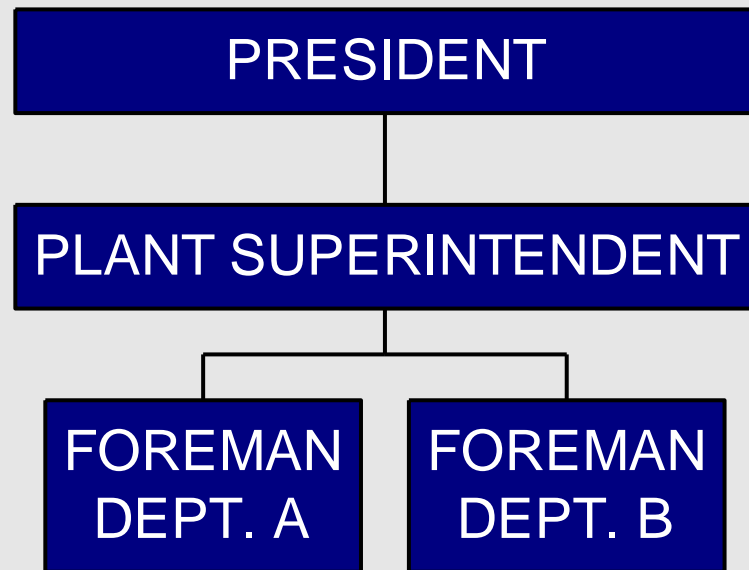 PRESIDENT
PLANT SUPERINTENDENT
FOREMAN
DEPT. A
FOREMAN
DEPT. B